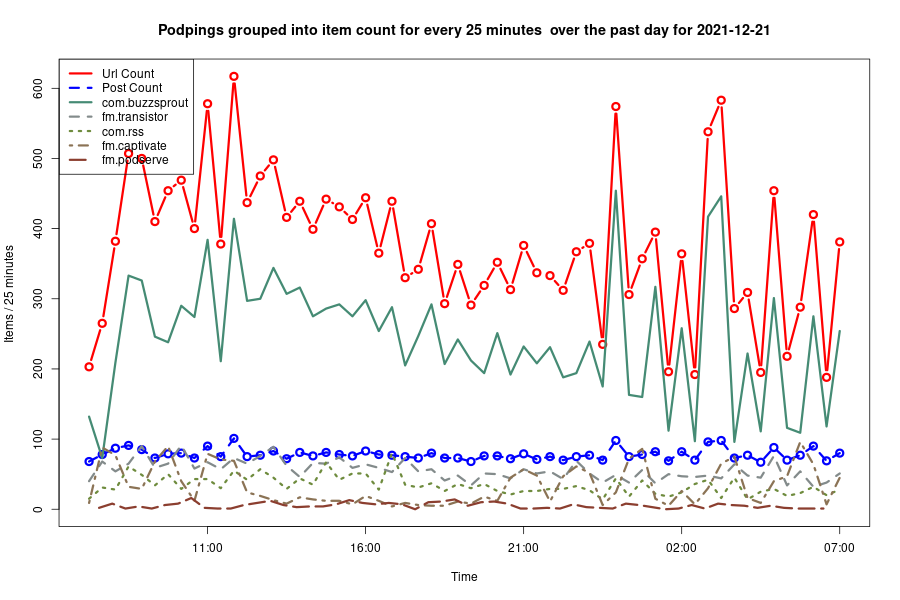 Podpings grouped into item count for every 25 minutes  over the past day for 2021-12-21
Url Count
Post Count
com.buzzsprout
fm.transistor
com.rss
fm.captivate
fm.podserve
Items / 25 minutes
600
500
400
300
200
100
0
11:00 16:00 21:00 02:00 07:00
Time